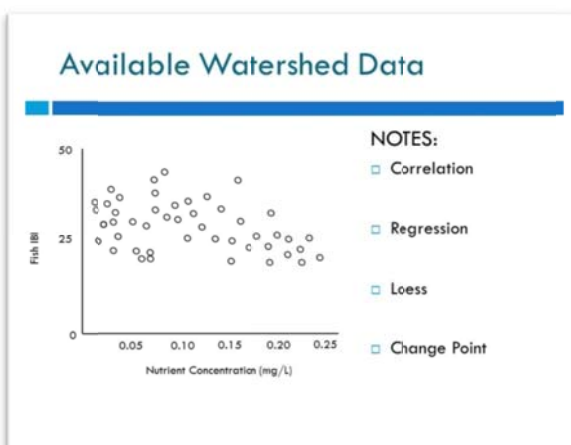 Available Watershed Data
50
25
0
Fish IBI
0.05 0.10 0.15 0.20 0.25
Nutrient Concentration (mg/L)
NOTES:
Correlation
Regression
Loess
Change Point